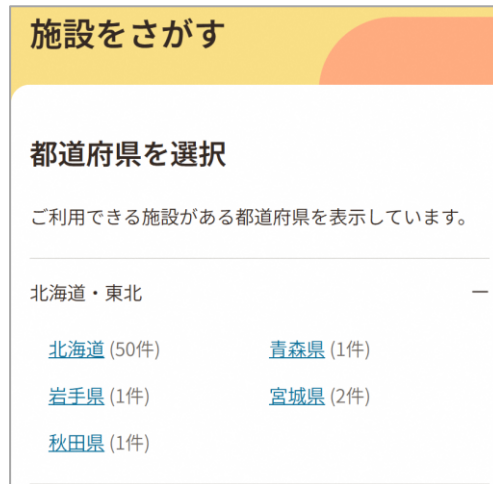 施設をさがす
都道府県を選択
ご利用できる施設がある都道府県を表示しています。
北海道・東北
北海道 (50件) 青森県 (1件)
岩手県 (1件) 宮城県 (2件)
秋田県 (1件)